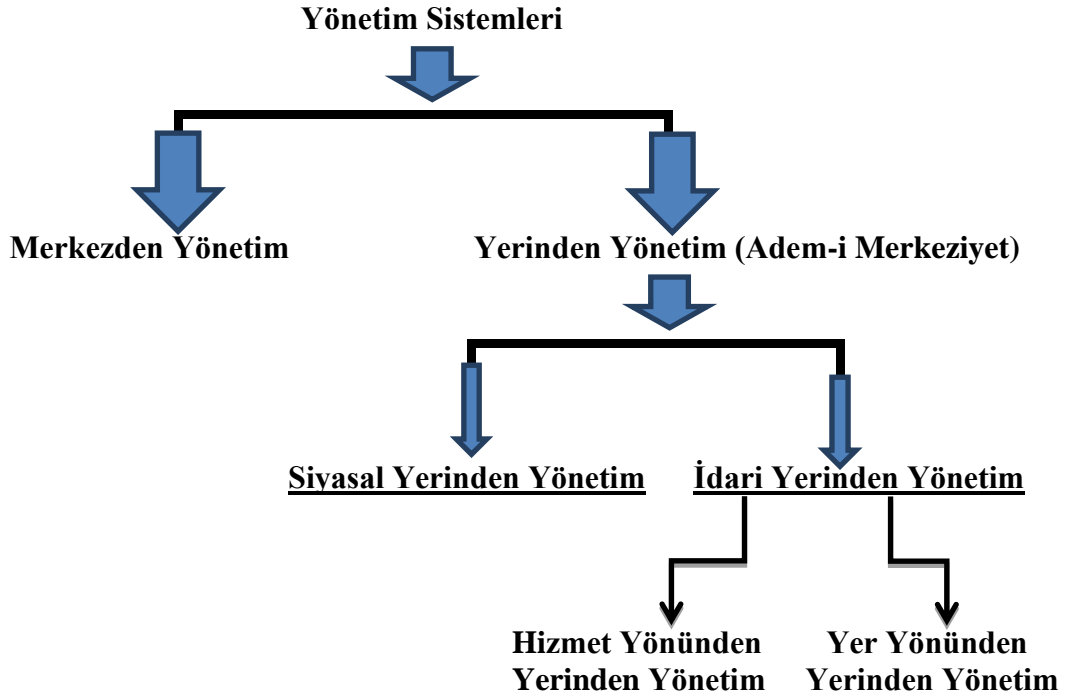 Yönetim Sistemleri
Merkezden Yönetim
Yerinden Yönetim (Adem-i Merkeziyet)
Siyasal Yerinden Yönetim
İdari Yerinden Yönetim
Hizmet Yönünden
Yerinden Yönetim
Yer Yönünden
Yerinden Yönetim